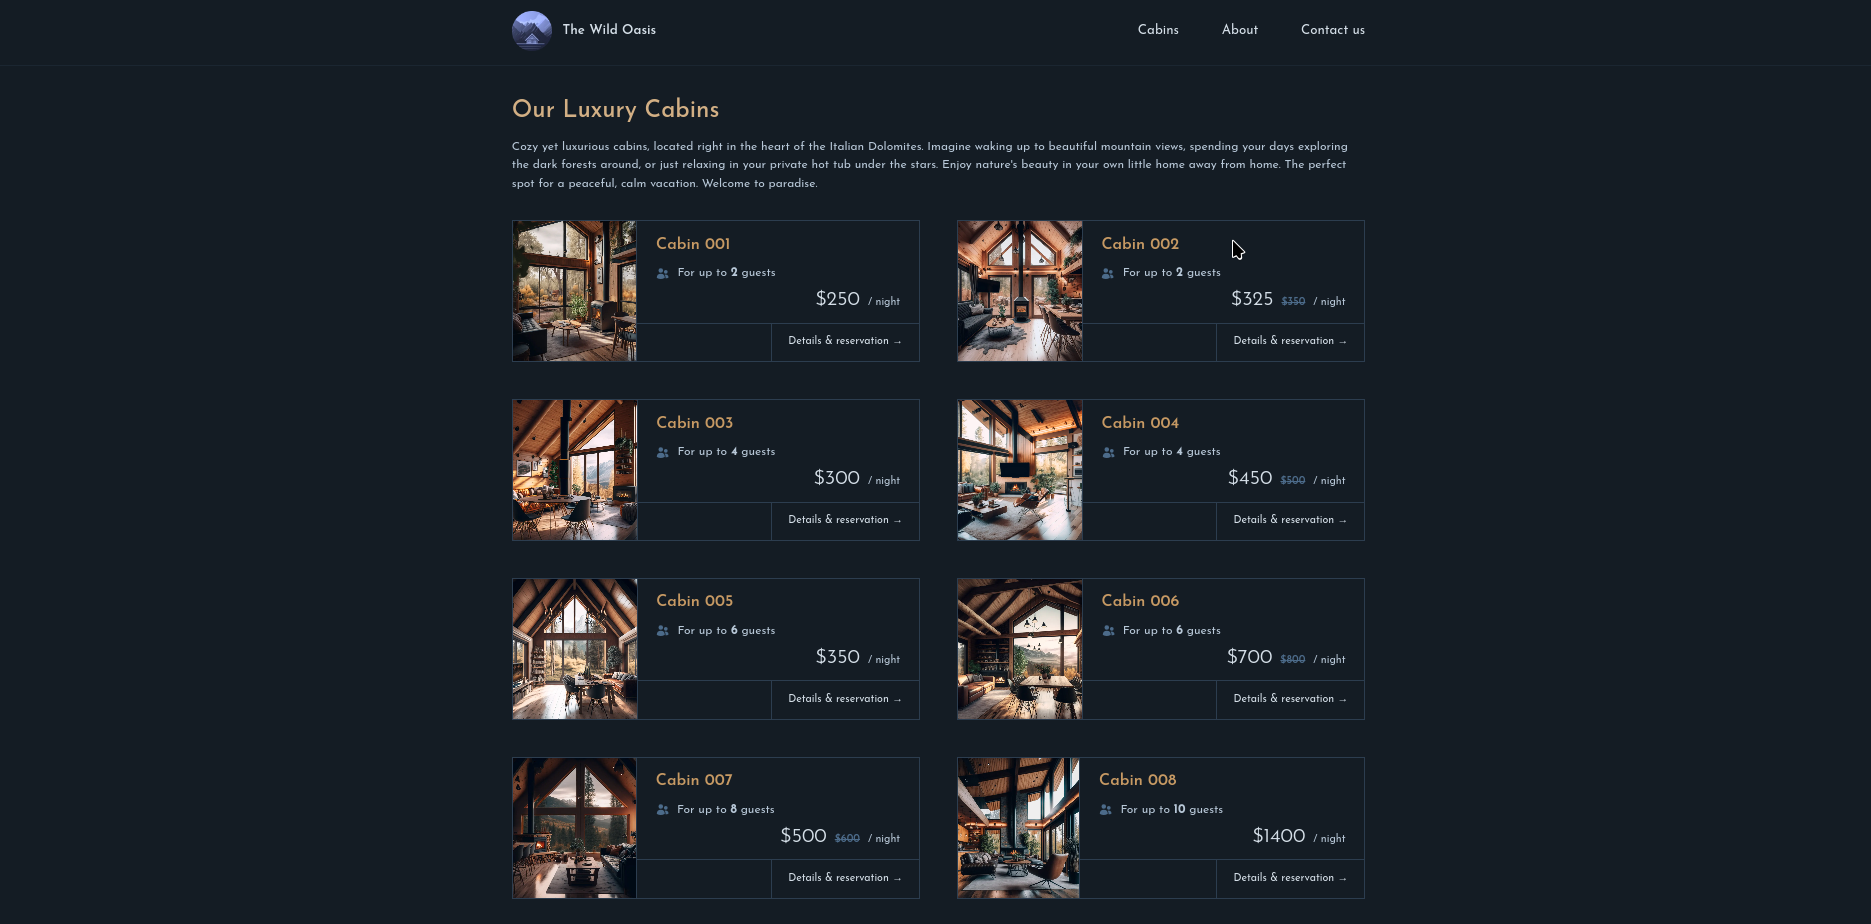 The Wild Oasis
Cabins
About
Contact us
Our Luxury Cabins
Cozy yet luxurious cabins, located right in the heart of the Italian Dolomites. Imagine waking up to beautiful mountain views, spending your days exploring
the dark forests around, or just relaxing in your private hot tub under the stars. Enjoy nature's beauty in your own little home away from home. The perfect
spot for a peaceful, calm vacation. Welcome to paradise.
Cabin 001
For up to 2 guests
$250 / night
Details & reservation →
Cabin 002
For up to 2 guests
$325 $350 / night
Details & reservation →
Cabin 003
For up to 4 guests
$300 / night
Details & reservation →
Cabin 004
For up to 4 guests
$450 $500 / night
Details & reservation →
Cabin 005
For up to 6 guests
$350 / night
Details & reservation →
Cabin 006
For up to 6 guests
$700 $800 / night
Details & reservation →
Cabin 007
For up to 8 guests
$500 $600 / night
Details & reservation →
Cabin 008
For up to 10 guests
$1400 / night
Details & reservation →